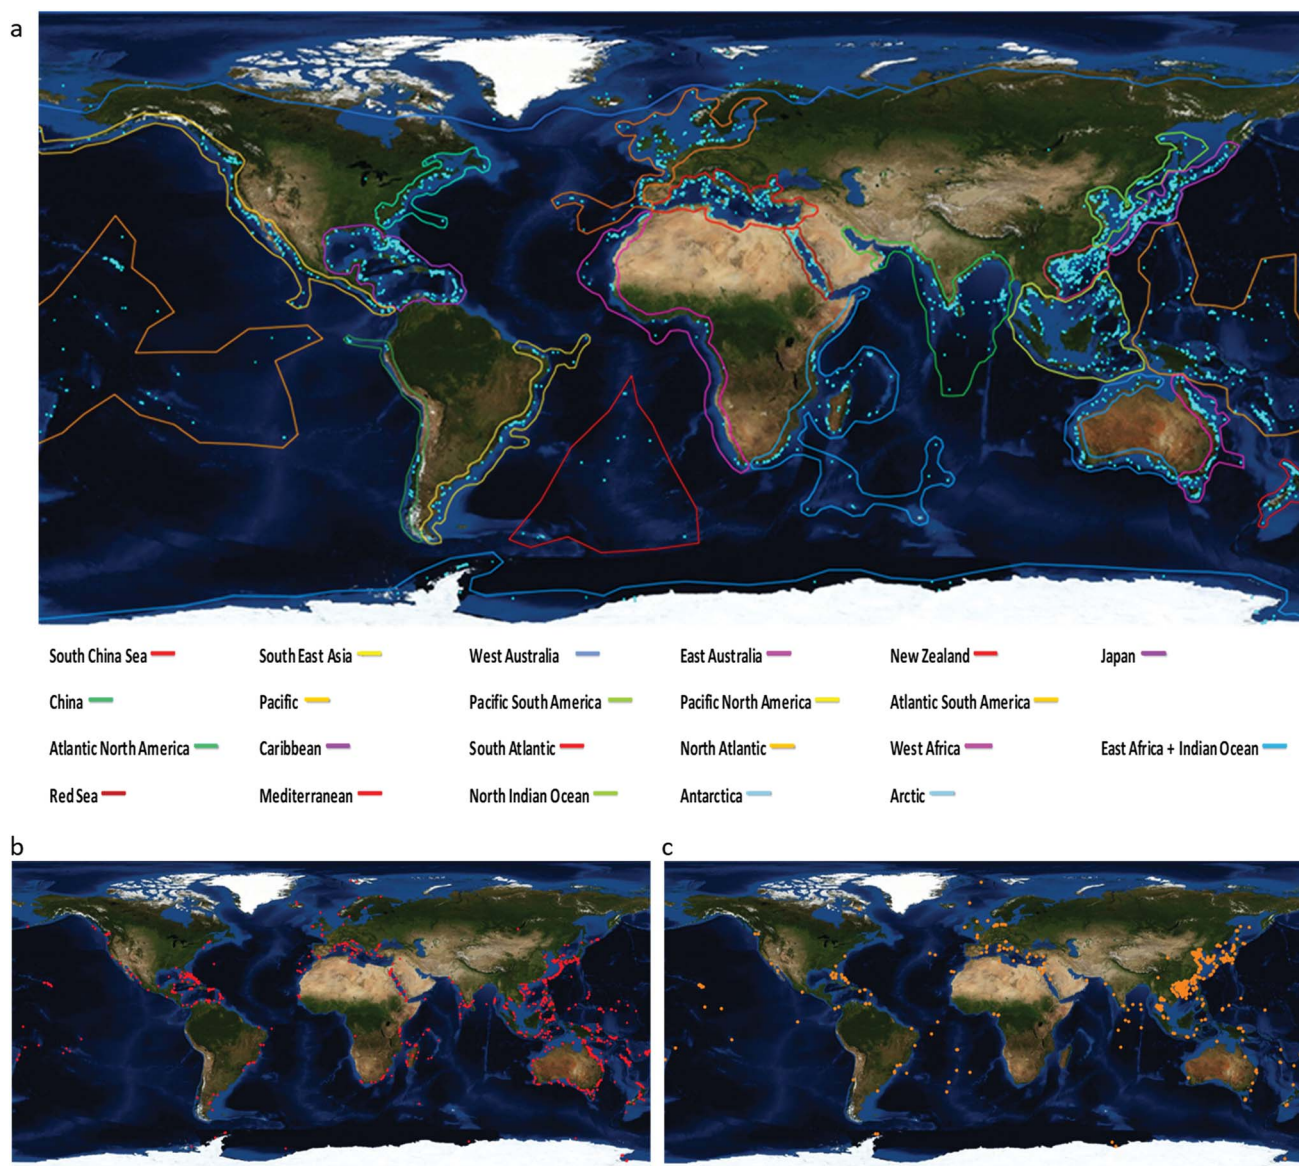 a
South China Sea South East Asia West Australia East Australia New Zealand Japan
China Pacific Pacific South America Pacific North America Atlantic South America
Atlantic North America Caribbean South Atlantic North Atlantic West Africa East Africa + Indian Ocean
Red Sea Mediterranean North Indian Ocean Antarctica Arctic
b c